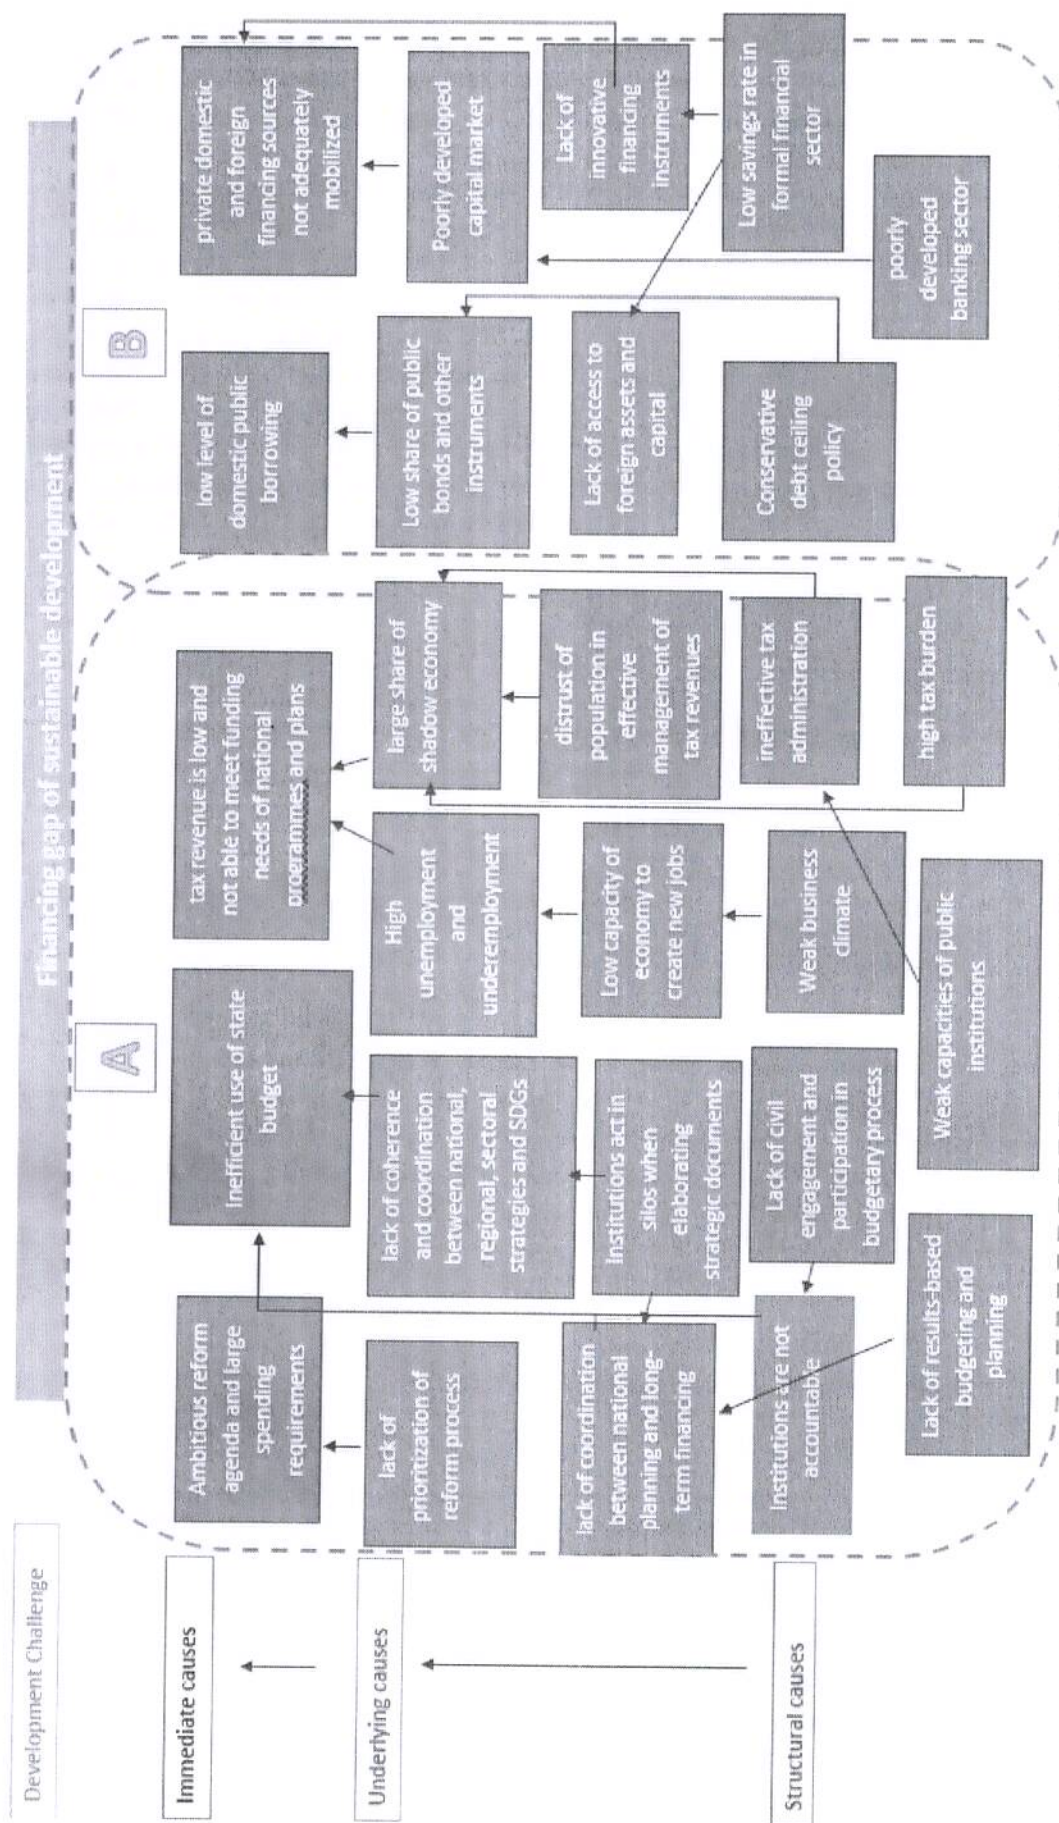 Development Challenge
Financing gap of sustainable development
A
B
Immediate causes
Ambitious reform
agenda and large
spending
requirements
Inefficient use of state
budget
tax revenue is low and
not able to meet funding
needs of national
programmes and plans
low level of
domestic public
borrowing
private domestic
and foreign
financing sources
not adequately
mobilized
Underlying causes
lack of
prioritization of
reform process
lack of coherence
and coordination
between national,
regional, sectoral
strategies and SDGs
High
unemployment
and
underemployment
large share of
shadow economy
Low share of public
bonds and other
instruments
Poorly developed
capital market
lack of coordination
between national
planning and long-
term financing
Institutions act in
silos when
elaborating
strategic documents
Low capacity of
economy to
create new jobs
distrust of
population in
effective
management of
tax revenues
Lack of access to
foreign assets and
capital
Lack of
innovative
financing
instruments
Structural causes
Institutions are not
accountable
Lack of civil
engagement and
participation in
budgetary process
Weak business
climate
ineffective tax
administration
Conservative
debt ceiling
policy
Low savings rate in
formal financial
sector
Lack of results-based
budgeting and
planning
Weak capacities of public
institutions
high tax burden
poorly
developed
banking sector